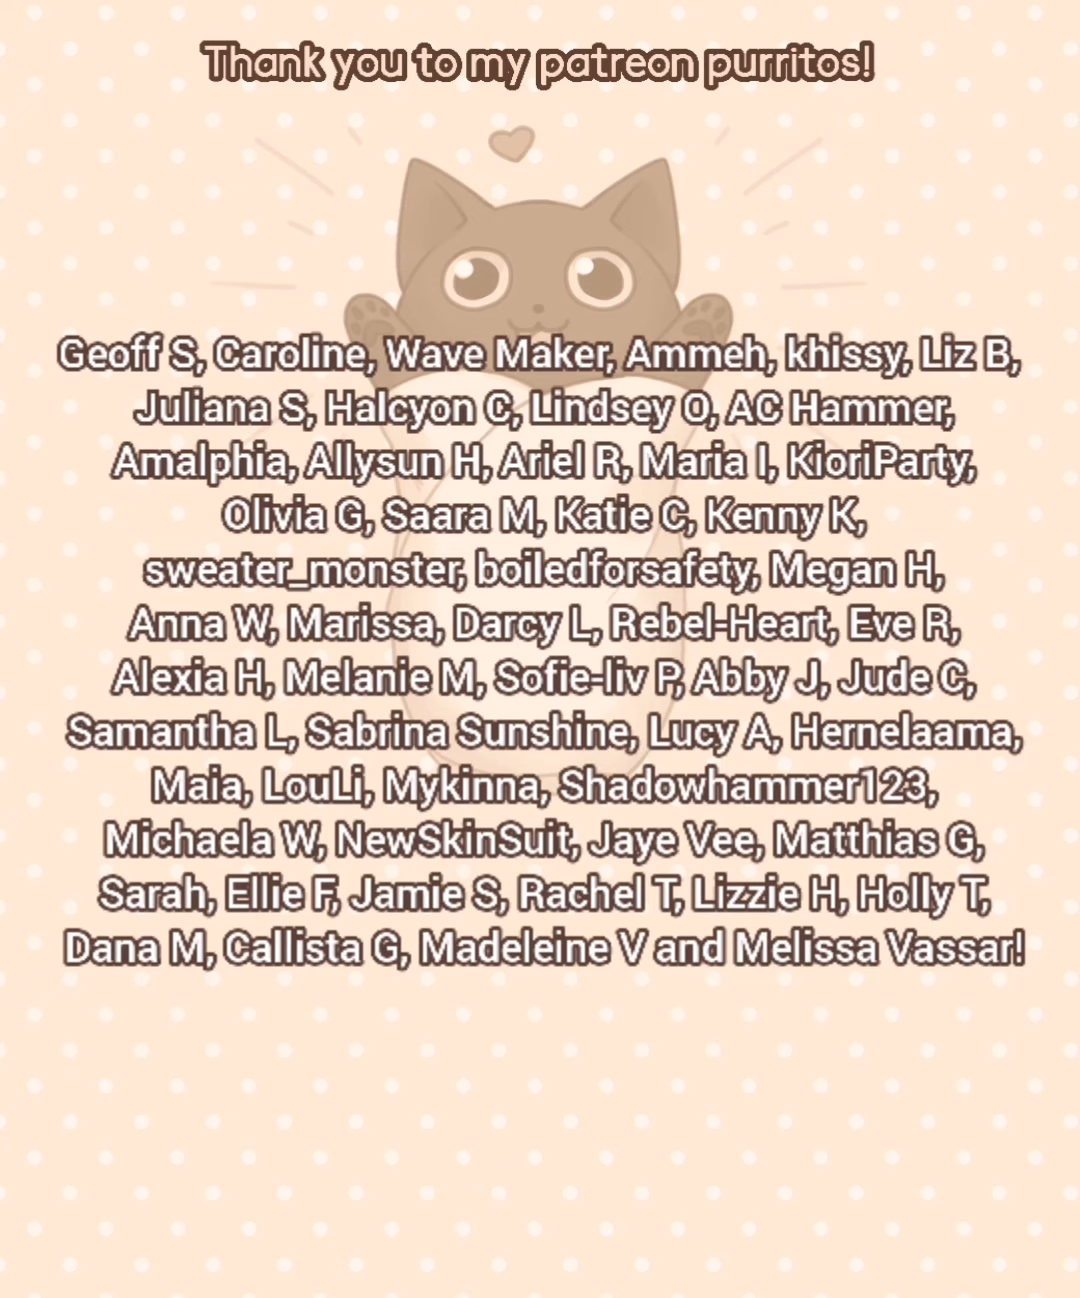 Thank you to my patreon purritos!
Geoff S, Caroline, Wave Maker, Ammeh, khissy, Liz B,
Juliana S, Halcyon C, Lindsey O, AC Hammer,
Amalphia, Allysun H, Ariel R, Maria I, KioriParty,
Olivia G, Saara M, Katie C, Kenny K,
sweater_monster, boiledforsafety, Megan H,
Anna W, Marissa, Darcy L, Rebel-Heart, Eve R,
Alexia H, Melanie M, Sofie-liv P, Abby J, Jude C,
Samantha L, Sabrina Sunshine, Lucy A, Hernelaama,
Maia, LouLi, Mykinna, Shadowhammer123,
Michaela W, NewSkinSuit, Jaye Vee, Matthias G,
Sarah, Ellie F, Jamie S, Rachel T, Lizzie H, Holly T,
Dana M, Callista G, Madeleine V and Melissa Vassar!